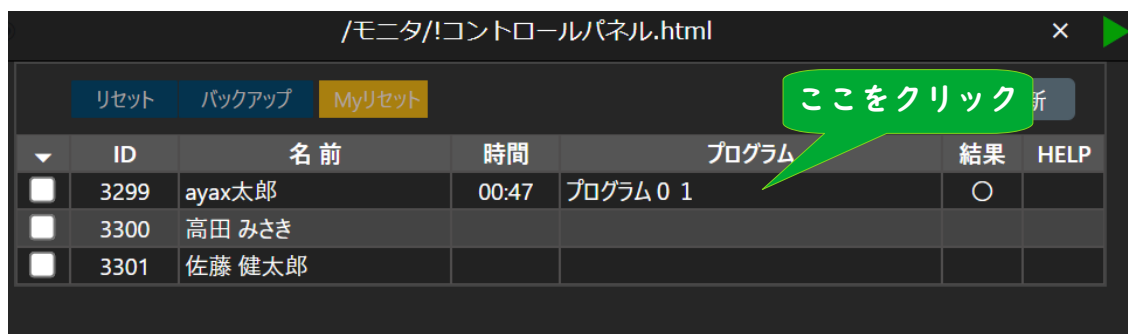 /モニタ/!コントロールパネル.html ×
リセット バックアップ Myリセット ここをクリック 新
ID 名 前 時間 プログラム 結果 HELP
3299 ayax太郎 00:47 プログラム０１ 〇
3300 高田 みさき
3301 佐藤 健太郎